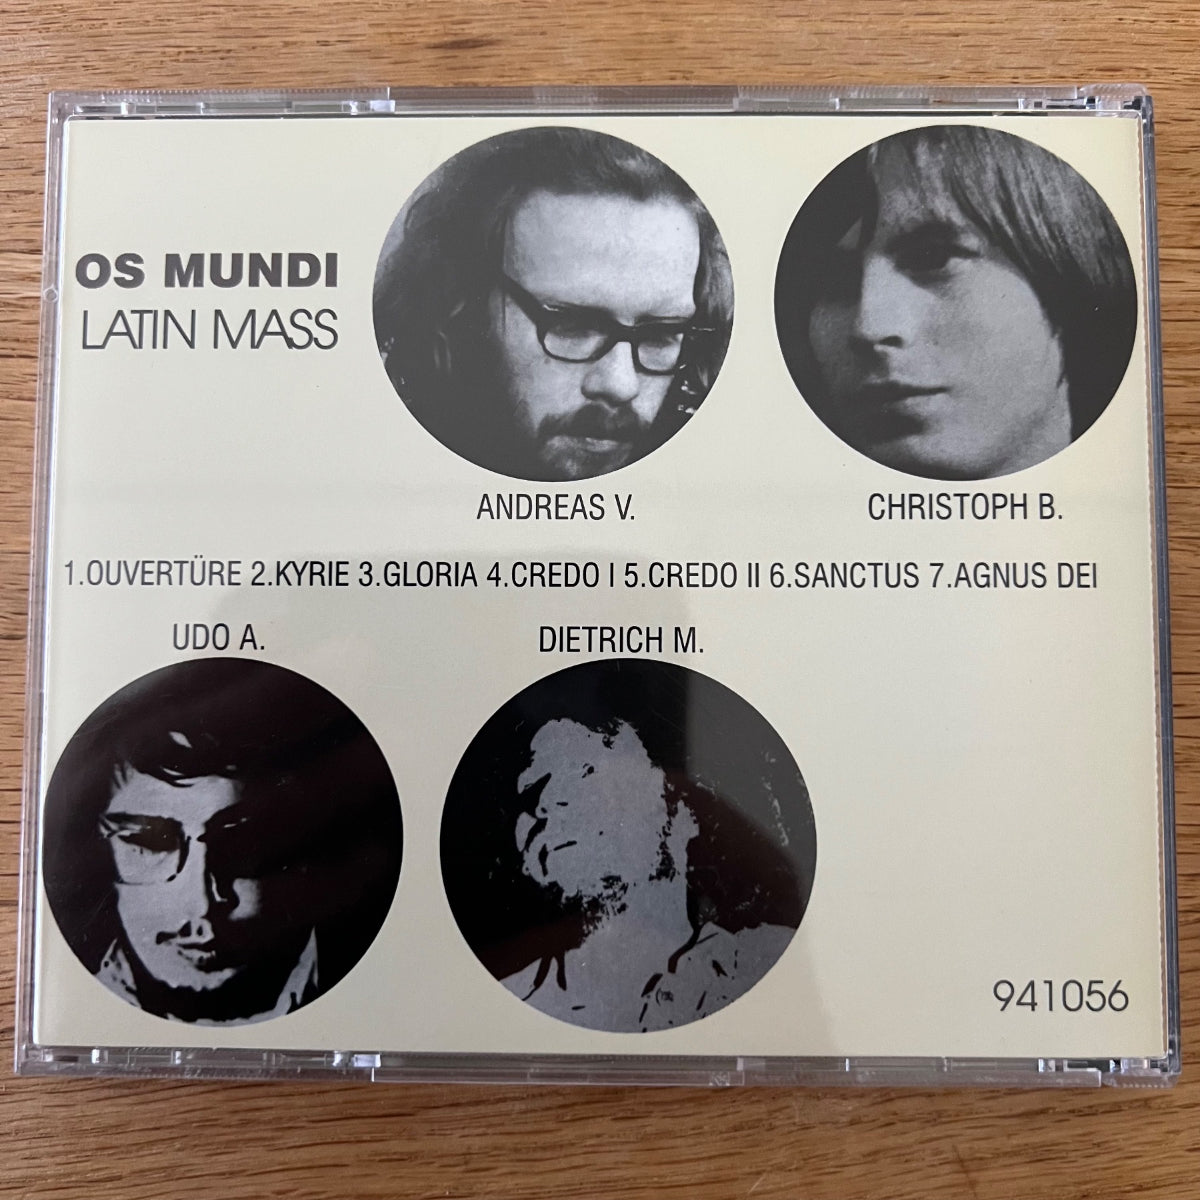 OS MUNDI
LATIN MASS
ANDREAS V.
CHRISTOPH B.
1.OUVERTÜRE 2.KYRIE 3.GLORIA 4.CREDO I 5.CREDO II 6.SANCTUS 7.AGNUS DEI
UDO A.
DIETRICH M.
941056